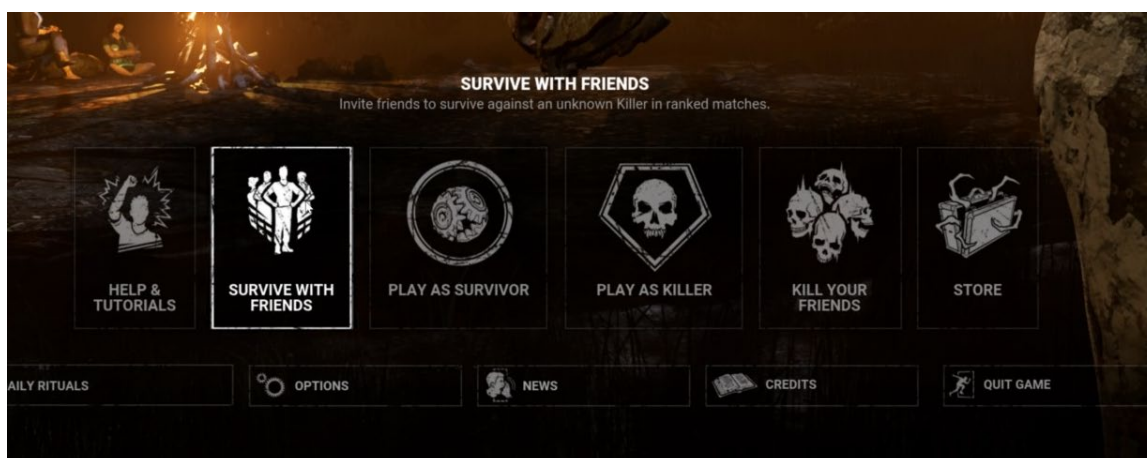 SURVIVE WITH FRIENDS
Invite friends to survive against an unknown Killer in ranked matches.
HELP &
TUTORIALS
SURVIVE WITH
FRIENDS
PLAY AS SURVIVOR
PLAY AS KILLER
KILL YOUR
FRIENDS
STORE
AILY RITUALS
OPTIONS
NEWS
CREDITS
QUIT GAME